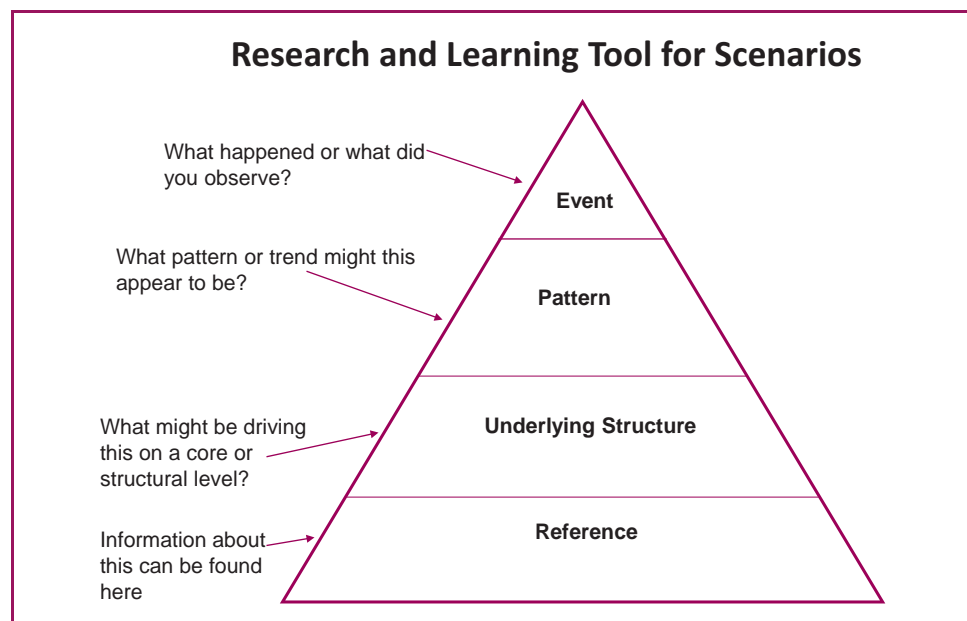 Research and Learning Tool for Scenarios
What happened or what did
you observe?
Event
What pattern or trend might this
appear to be?
Pattern
What might be driving
this on a core or
structural level?
Underlying Structure
Information about
this can be found
here
Reference